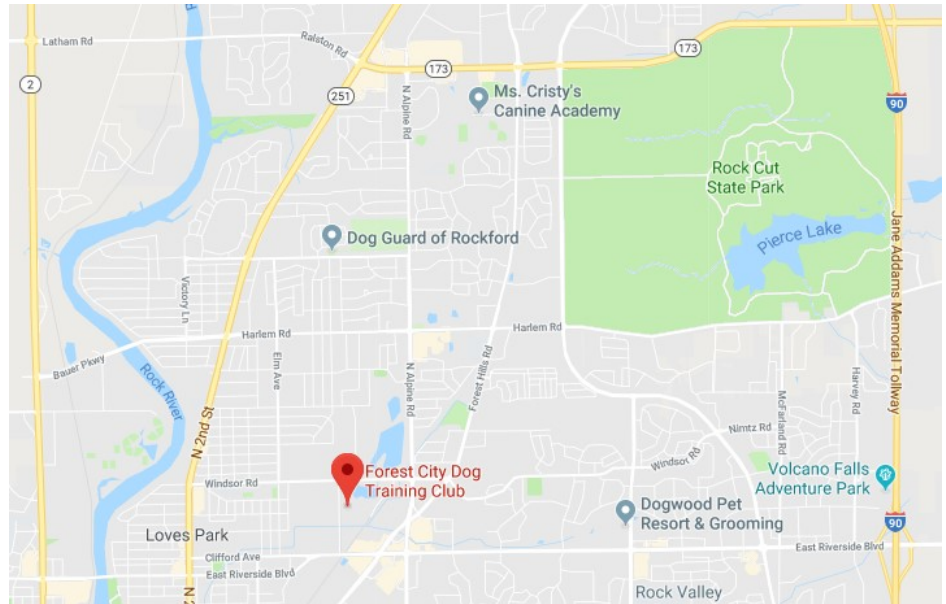 Latham Rd
Ralston Rd
173
173
2
251
N Alpine Rd
Ms. Cristy's
Canine Academy
90
Rock Cut
State Park
Pierce Lake
Jane Addams Memorial Tollway
Dog Guard of Rockford
Victory Ln
Harlem Rd
Harlem Rd
Bauer Pkwy
Rock River
Elm Ave
N Alpine Rd
Forest Hills Rd
N 2nd St
McFarland Rd
Harvey Rd
Nimtz Rd
Windsor Rd
Forest City Dog
Training Club
Windsor Rd
Volcano Falls
Adventure Park
Dogwood Pet
Resort & Grooming
90
Loves Park
Clifford Ave
East Riverside Blvd
East Riverside Blvd
Rock Valley